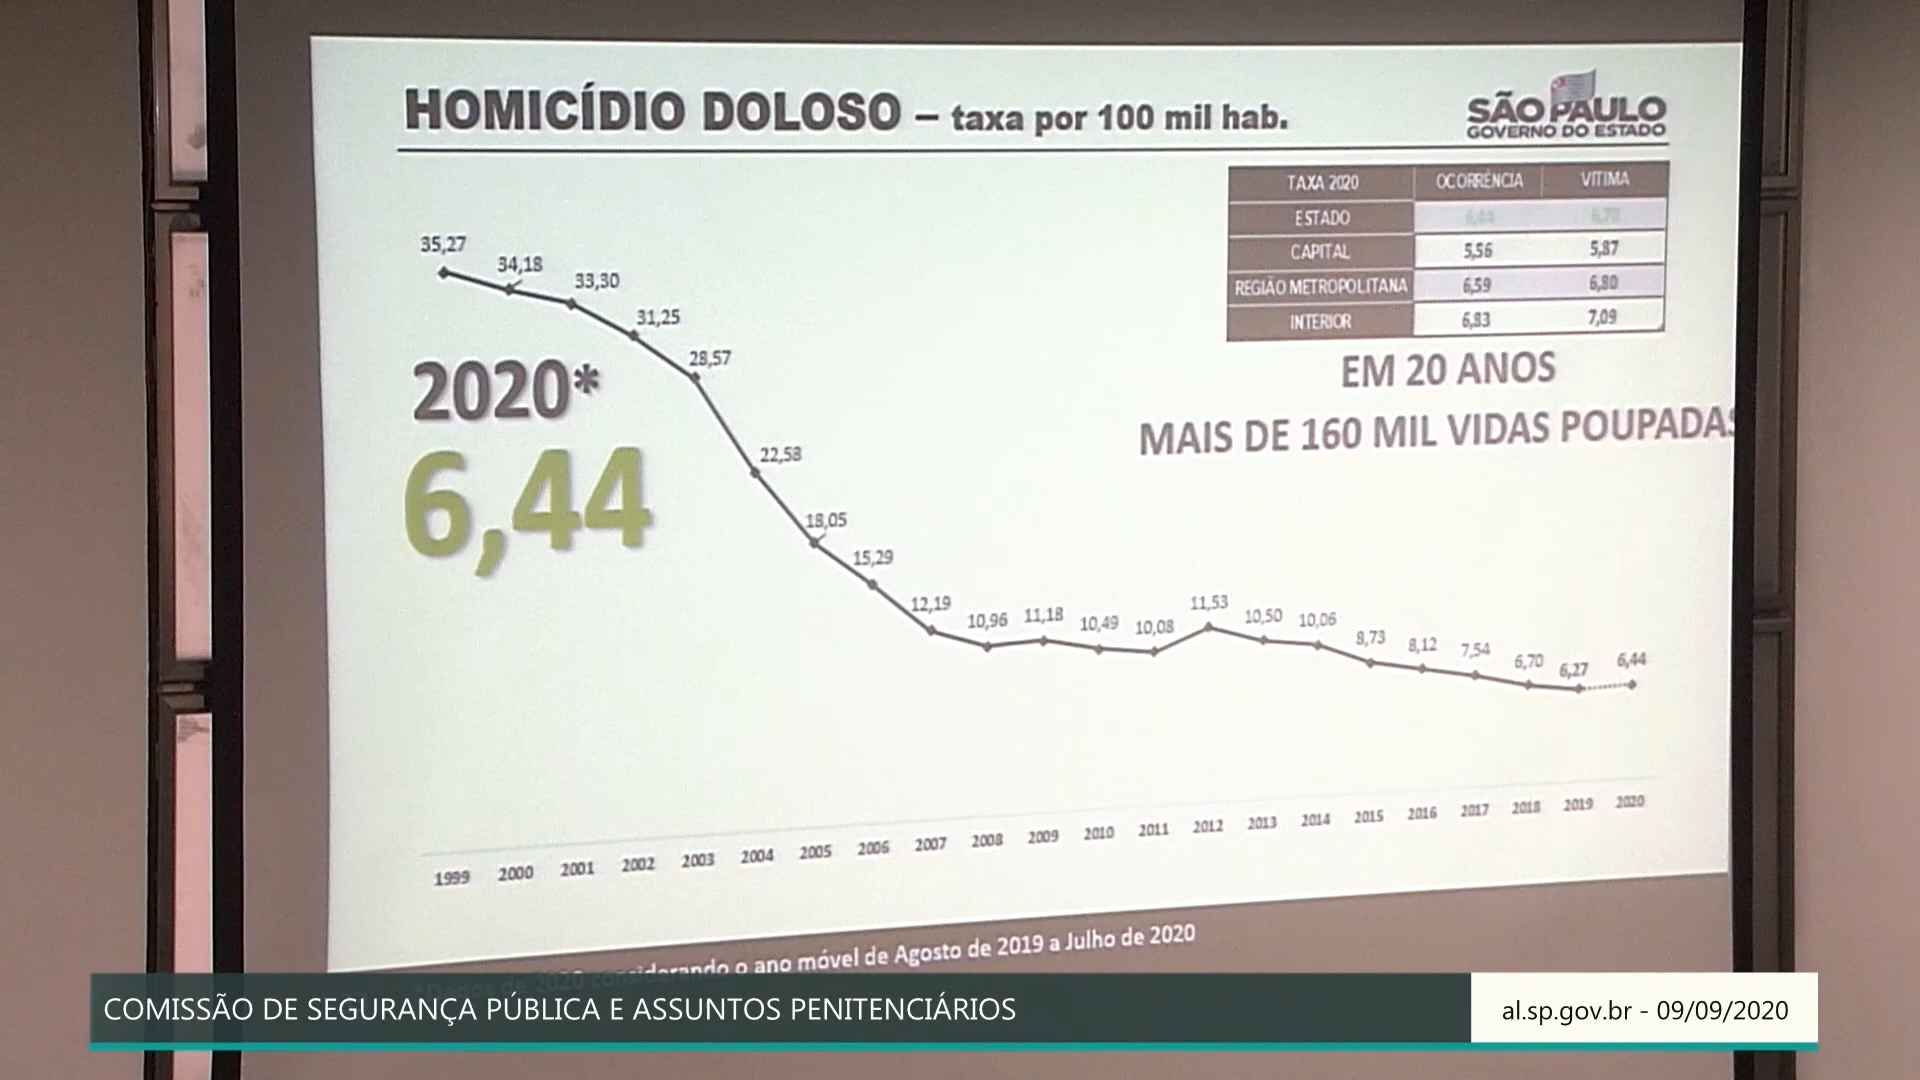 HOMICÍDIO DOLOSO – taxa por 100 mil hab.
SÃO PAULO
GOVERNO DO ESTADO
TAXA 2020 OCORRÊNCIA VITIMA
ESTADO 6,44 6,70
CAPITAL 5,56 5,87
REGIÃO METROPOLITANA 6,59 6,80
INTERIOR 6,83 7,09
EM 20 ANOS
MAIS DE 160 MIL VIDAS POUPADAS
2020*
6,44
35,27
34,18
33,30
31,25
28,57
22,58
18,05
15,29
12,19
10,96
11,18
10,49
10,08
11,53
10,50
10,06
8,73
8,12
7,54
6,70
6,27
6,44
1999 2000 2001 2002 2003 2004 2005 2006 2007 2008 2009 2010 2011 2012 2013 2014 2015 2016 2017 2018 2019 2020
*Dados de 2020 considerando o ano móvel de Agosto de 2019 a Julho de 2020
COMISSÃO DE SEGURANÇA PÚBLICA E ASSUNTOS PENITENCIÁRIOS
al.sp.gov.br - 09/09/2020